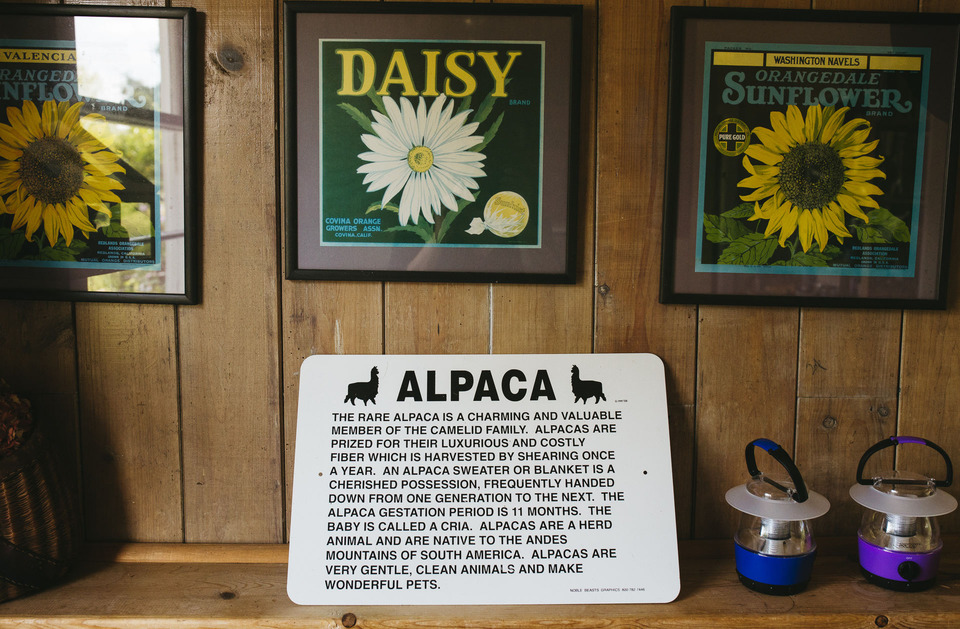 VALENCIA
BRAND
DAISY
BRAND
COVINA ORANGE
GROWERS ASSN.
COVINA, CALIF.
WASHINGTON NAVELS
ORANGEDALE
SUNFLOWER
BRAND
PURE GOLD
ALPACA
THE RARE ALPACA IS A CHARMING AND VALUABLE
MEMBER OF THE CAMELID FAMILY. ALPACAS ARE
PRIZED FOR THEIR LUXURIOUS AND COSTLY
FIBER WHICH IS HARVESTED BY SHEARING ONCE
A YEAR. AN ALPACA SWEATER OR BLANKET IS A
CHERISHED POSSESSION, FREQUENTLY HANDED
DOWN FROM ONE GENERATION TO THE NEXT. THE
ALPACA GESTATION PERIOD IS 11 MONTHS. THE
BABY IS CALLED A CRIA. ALPACAS ARE A HERD
ANIMAL AND ARE NATIVE TO THE ANDES
MOUNTAINS OF SOUTH AMERICA. ALPACAS ARE
VERY GENTLE, CLEAN ANIMALS AND MAKE
WONDERFUL PETS.
NOBLE BEASTS GRAPHICS